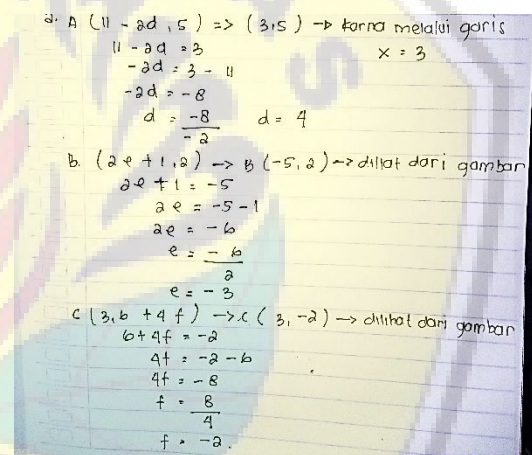 a. A (11 - 2d, 5) => (3,5) -> karna melalui garis
11 - 2d = 3 x = 3
-2d = 3 - 11
-2d = -8
d = -8/-2 d = 4
b. (2e + 1, 2) -> B (-5, 2) -> dilihat dari gambar
2e + 1 = -5
2e = -5 - 1
2e = -6
e = -6/2
e = -3
c (3, 6 + 4f) -> c (3, -2) -> dilihat dari gambar
6 + 4f = -2
4f = -2 - 6
4f = -8
f = 8/4
f = -2.